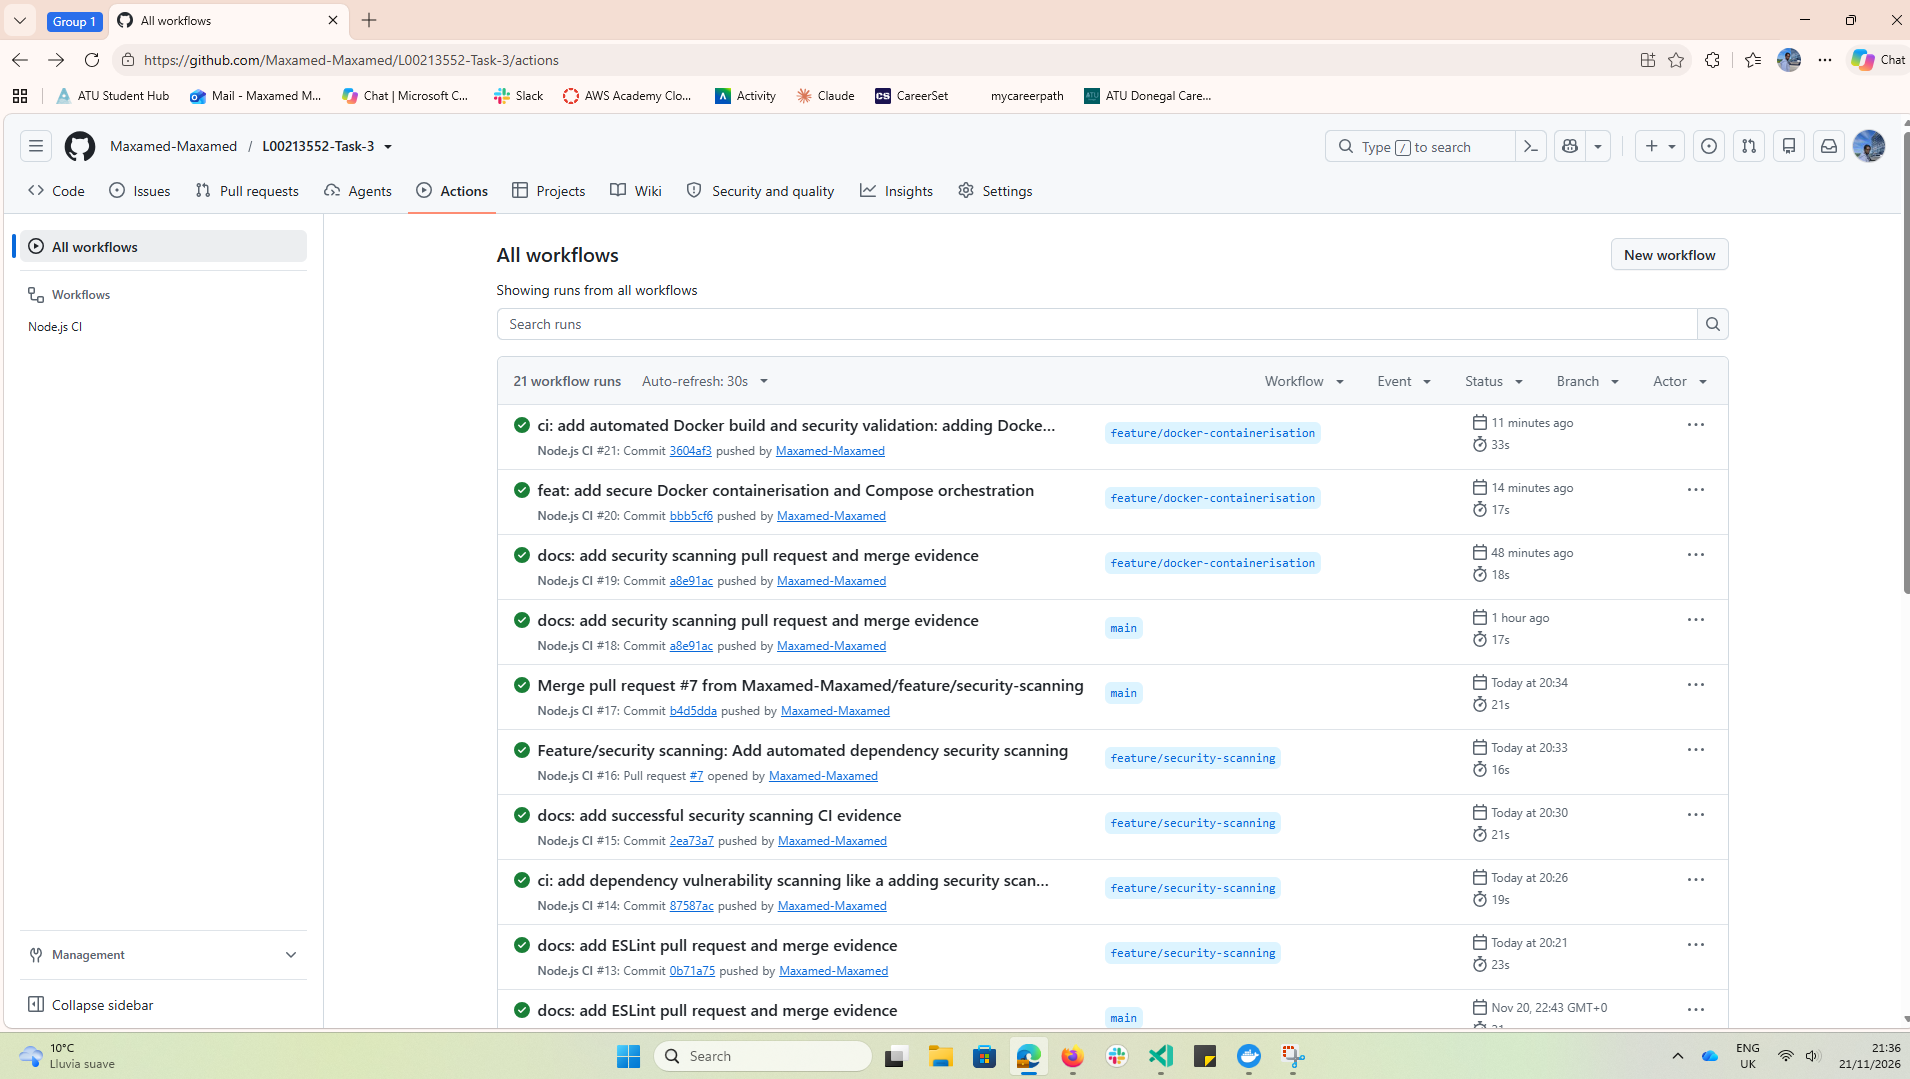 Group 1
All workflows
https://github.com/Maxamed-Maxamed/L00213552-Task-3/actions
Chat
ATU Student Hub
Mail - Maxamed M...
Chat | Microsoft C...
Slack
AWS Academy Clo...
Activity
Claude
CS CareerSet
mycareerpath
ATU Donegal Care...
Maxamed-Maxamed / L00213552-Task-3
Type / to search
Code
Issues
Pull requests
Agents
Actions
Projects
Wiki
Security and quality
Insights
Settings
All workflows
Workflows
Node.js CI
Management
Collapse sidebar
All workflows
New workflow
Showing runs from all workflows
Search runs
21 workflow runs
Auto-refresh: 30s
Workflow
Event
Status
Branch
Actor
ci: add automated Docker build and security validation: adding Docke...
Node.js CI #21: Commit 3604af3 pushed by Maxamed-Maxamed
feature/docker-containerisation
11 minutes ago
33s
feat: add secure Docker containerisation and Compose orchestration
Node.js CI #20: Commit bbb5cf6 pushed by Maxamed-Maxamed
feature/docker-containerisation
14 minutes ago
17s
docs: add security scanning pull request and merge evidence
Node.js CI #19: Commit a8e91ac pushed by Maxamed-Maxamed
feature/docker-containerisation
48 minutes ago
18s
docs: add security scanning pull request and merge evidence
Node.js CI #18: Commit a8e91ac pushed by Maxamed-Maxamed
main
1 hour ago
17s
Merge pull request #7 from Maxamed-Maxamed/feature/security-scanning
Node.js CI #17: Commit b4d5dda pushed by Maxamed-Maxamed
main
Today at 20:34
21s
Feature/security scanning: Add automated dependency security scanning
Node.js CI #16: Pull request #7 opened by Maxamed-Maxamed
feature/security-scanning
Today at 20:33
16s
docs: add successful security scanning CI evidence
Node.js CI #15: Commit 2ea73a7 pushed by Maxamed-Maxamed
feature/security-scanning
Today at 20:30
21s
ci: add dependency vulnerability scanning like a adding security scan...
Node.js CI #14: Commit 87587ac pushed by Maxamed-Maxamed
feature/security-scanning
Today at 20:26
19s
docs: add ESLint pull request and merge evidence
Node.js CI #13: Commit 0b71a75 pushed by Maxamed-Maxamed
feature/security-scanning
Today at 20:21
23s
docs: add ESLint pull request and merge evidence
main
Nov 20, 22:43 GMT+0
10°C
Lluvia suave
Search
ENG
UK
21:36
21/11/2026